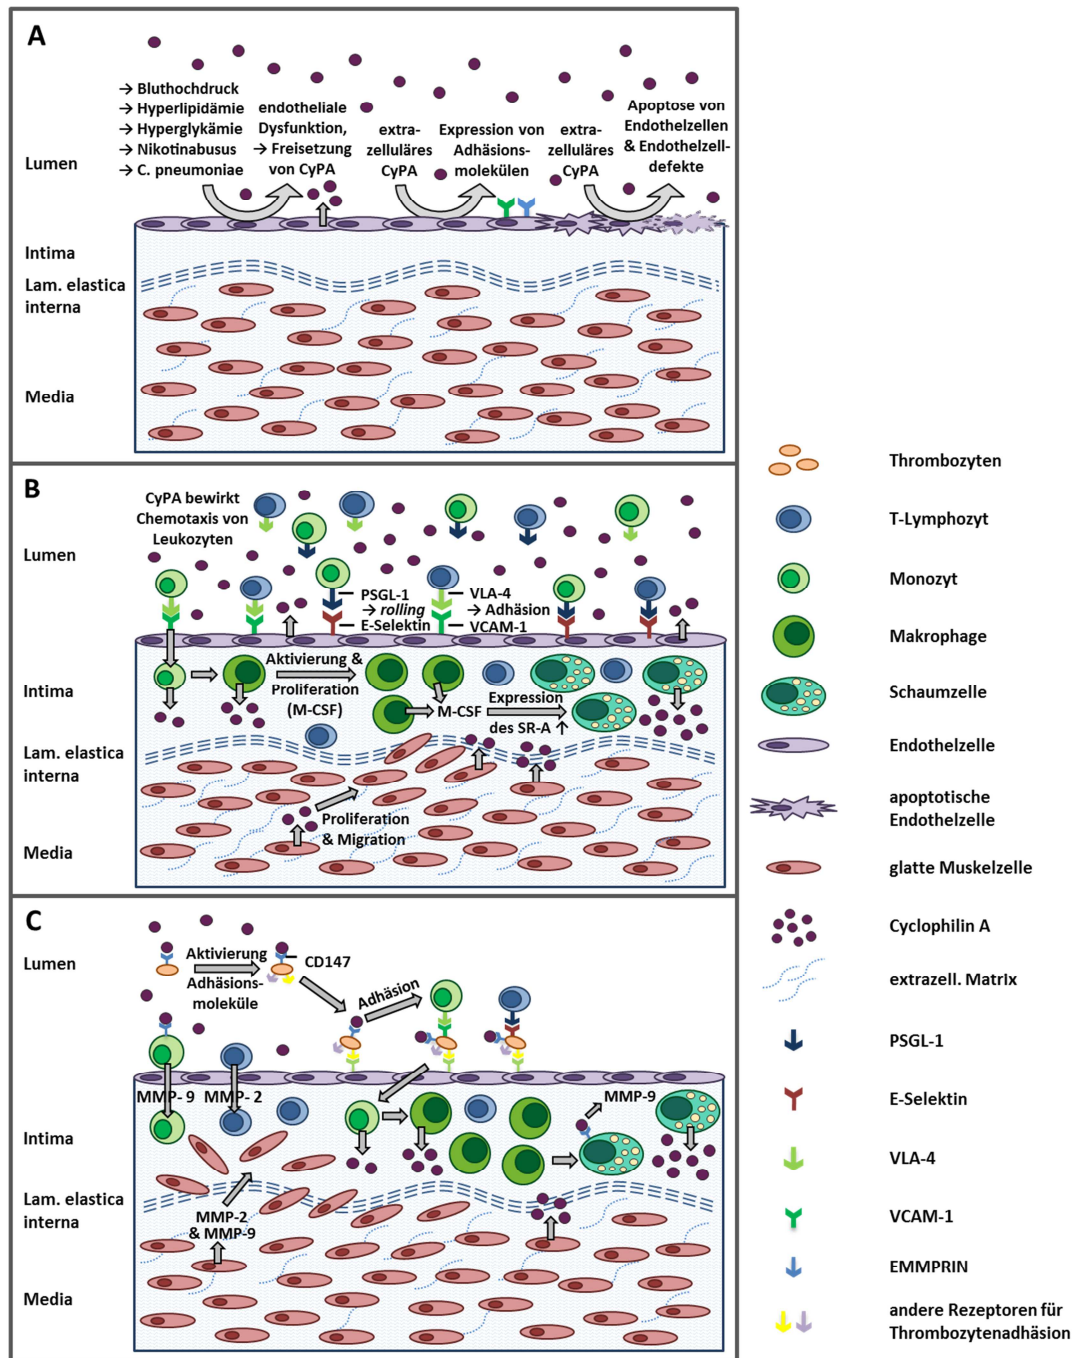 A
→ Bluthochdruck
→ Hyperlipidämie
→ Hyperglykämie
→ Nikotinabusus
→ C. pneumoniae
endotheliale
Dysfunktion,
→ Freisetzung
von CyPA
extra-
zelluläres
CyPA
Expression von
Adhäsions-
molekülen
extra-
zelluläres
CyPA
Apoptose von
Endothelzellen
& Endothelzell-
defekte
Lumen
Intima
Lam. elastica
interna
Media
B
CyPA bewirkt
Chemotaxis von
Leukozyten
Lumen
PSGL-1
→ rolling
E-Selektin
VLA-4
→ Adhäsion
VCAM-1
Aktivierung &
Proliferation
(M-CSF)
M-CSF
Expression
des SR-A ↑
Intima
Lam. elastica
interna
Proliferation
& Migration
Media
C
Lumen
Aktivierung
Adhäsions-
moleküle
CD147
Adhäsion
MMP- 9
MMP- 2
MMP-9
Intima
Lam. elastica
interna
MMP-2
& MMP-9
Media
Thrombozyten
T-Lymphozyt
Monozyt
Makrophage
Schaumzelle
Endothelzelle
apoptotische
Endothelzelle
glatte Muskelzelle
Cyclophilin A
extrazell. Matrix
PSGL-1
E-Selektin
VLA-4
VCAM-1
EMMPRIN
andere Rezeptoren für
Thrombozytenadhäsion